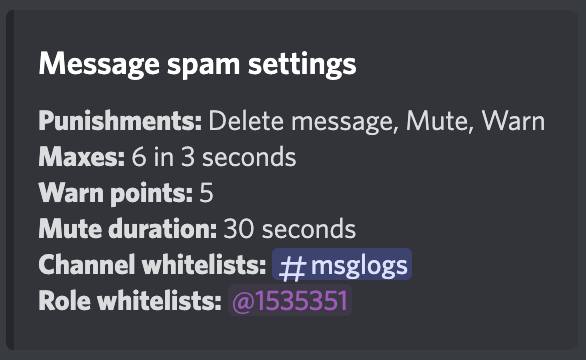 Message spam settings
Punishments: Delete message, Mute, Warn
Maxes: 6 in 3 seconds
Warn points: 5
Mute duration: 30 seconds
Channel whitelists: #msglogs
Role whitelists: @1535351